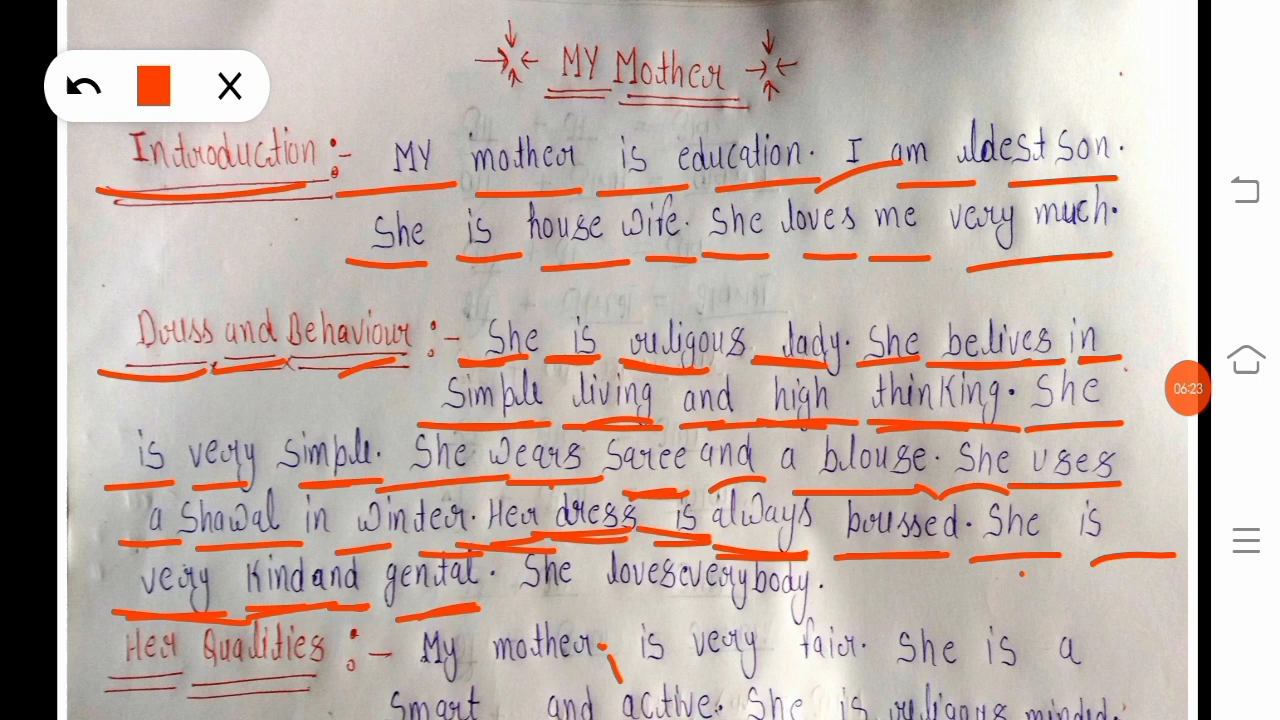 MY Mother
Introduction :- MY mother is education. I am eldest son.
She is house wife. She loves me very much.
Dress and Behaviour :- She is religous lady. She belives in
Simple living and high thinking. She
is very simple. She wears Saree and a blouse. She uses
a Shawal in winter. Her dress is always
06:23
very kind and genital. She loves everybody.
Her Qualities :- My mother is very fair. She is a
Smart and active. She is religous minded.